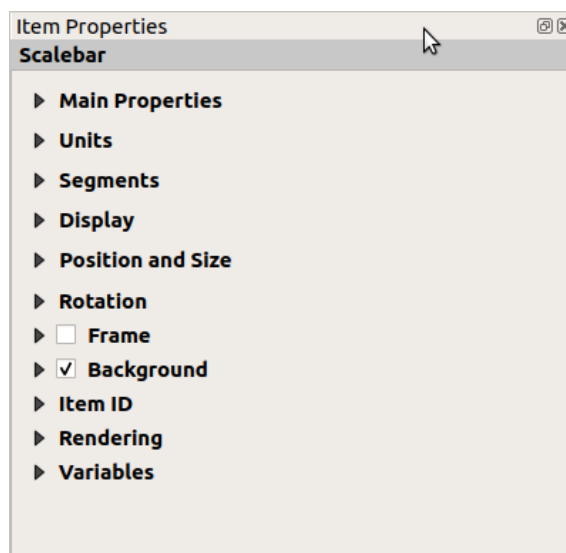 Item Properties
Scalebar
Main Properties
Units
Segments
Display
Position and Size
Rotation
Frame
Background
Item ID
Rendering
Variables